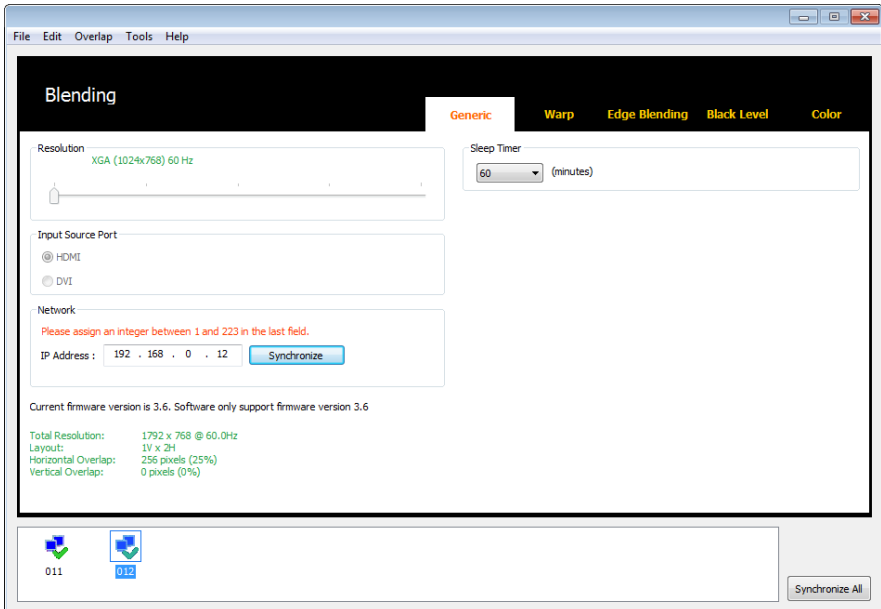 File Edit Overlap Tools Help
Blending
Generic Warp Edge Blending Black Level Color
Resolution
XGA (1024x768) 60 Hz
Sleep Timer
60 (minutes)
Input Source Port
HDMI
DVI
Network
Please assign an integer between 1 and 223 in the last field.
IP Address : 192 . 168 . 0 . 12 Synchronize
Current firmware version is 3.6. Software only support firmware version 3.6
Total Resolution: 1792 x 768 @ 60.0Hz
Layout: 1V x 2H
Horizontal Overlap: 256 pixels (25%)
Vertical Overlap: 0 pixels (0%)
011 012
Synchronize All